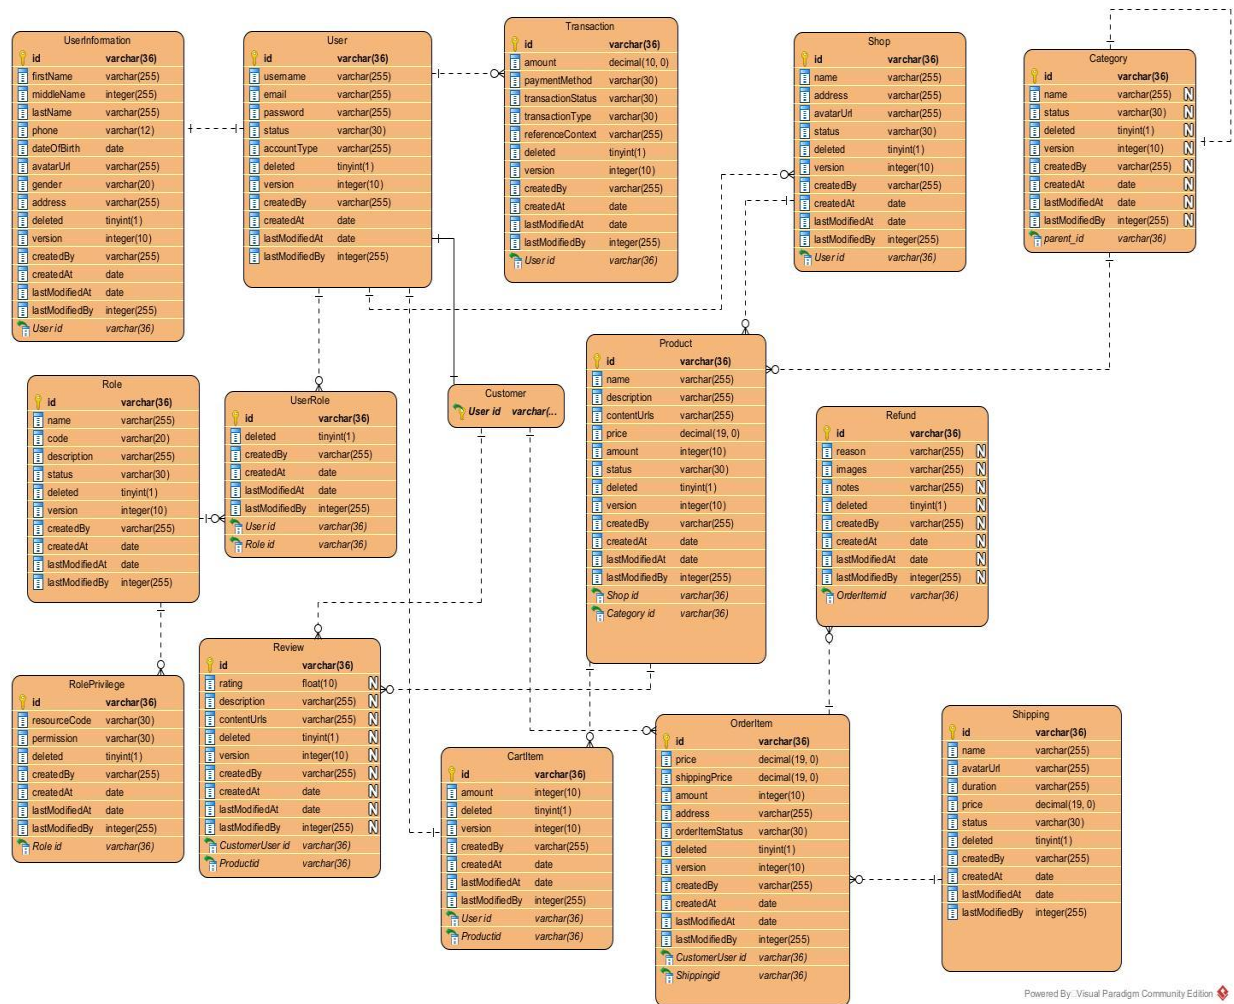 UserInformation
id varchar(36)
firstName varchar(255)
middleName integer(255)
lastName varchar(255)
phone varchar(12)
dateOfBirth date
avatarUrl varchar(255)
gender varchar(20)
address varchar(255)
deleted tinyint(1)
version integer(10)
createdBy varchar(255)
createdAt date
lastModifiedAt date
lastModifiedBy integer(255)
User id varchar(36)
User
id varchar(36)
username varchar(255)
email varchar(255)
password varchar(255)
status varchar(30)
accountType varchar(255)
deleted tinyint(1)
version integer(10)
createdBy varchar(255)
createdAt date
lastModifiedAt date
lastModifiedBy integer(255)
Transaction
id varchar(36)
amount decimal(10, 0)
paymentMethod varchar(30)
transactionStatus varchar(30)
transactionType varchar(30)
referenceContext varchar(255)
deleted tinyint(1)
version integer(10)
createdBy varchar(255)
createdAt date
lastModifiedAt date
lastModifiedBy integer(255)
User id varchar(36)
Shop
id varchar(36)
name varchar(255)
address varchar(255)
avatarUrl varchar(255)
status varchar(30)
deleted tinyint(1)
version integer(10)
createdBy varchar(255)
createdAt date
lastModifiedAt date
lastModifiedBy integer(255)
User id varchar(36)
Category
id varchar(36)
name varchar(255) N
status varchar(30) N
deleted tinyint(1) N
version integer(10) N
createdBy varchar(255) N
createdAt date N
lastModifiedAt date N
lastModifiedBy integer(255) N
parent_id varchar(36)
Role
id varchar(36)
name varchar(255)
code varchar(20)
description varchar(255)
status varchar(30)
deleted tinyint(1)
version integer(10)
createdBy varchar(255)
createdAt date
lastModifiedAt date
lastModifiedBy integer(255)
UserRole
id varchar(36)
deleted tinyint(1)
createdBy varchar(255)
createdAt date
lastModifiedAt date
lastModifiedBy integer(255)
User id varchar(36)
Role id varchar(36)
Customer
User id varchar(...
Product
id varchar(36)
name varchar(255)
description varchar(255)
contentUrls varchar(255)
price decimal(19, 0)
amount integer(10)
status varchar(30)
deleted tinyint(1)
version integer(10)
createdBy varchar(255)
createdAt date
lastModifiedAt date
lastModifiedBy integer(255)
Shop id varchar(36)
Category id varchar(36)
Refund
id varchar(36)
reason varchar(255) N
images varchar(255) N
notes varchar(255) N
deleted tinyint(1) N
createdBy varchar(255) N
createdAt date N
lastModifiedAt date N
lastModifiedBy integer(255) N
OrderItemid varchar(36)
RolePrivilege
id varchar(36)
resourceCode varchar(30)
permission varchar(30)
deleted tinyint(1)
createdBy varchar(255)
createdAt date
lastModifiedAt date
lastModifiedBy integer(255)
Role id varchar(36)
Review
id varchar(36)
rating float(10) N
description varchar(255) N
contentUrls varchar(255) N
deleted tinyint(1) N
version integer(10) N
createdBy varchar(255) N
createdAt date N
lastModifiedAt date N
lastModifiedBy integer(255) N
CustomerUser id varchar(36)
Productid varchar(36)
CartItem
id varchar(36)
amount integer(10)
deleted tinyint(1)
version integer(10)
createdBy varchar(255)
createdAt date
lastModifiedAt date
lastModifiedBy integer(255)
User id varchar(36)
Productid varchar(36)
OrderItem
id varchar(36)
price decimal(19, 0)
shippingPrice decimal(19, 0)
amount integer(10)
address varchar(255)
orderItemStatus varchar(30)
deleted tinyint(1)
version integer(10)
createdBy varchar(255)
createdAt date
lastModifiedAt date
lastModifiedBy integer(255)
CustomerUser id varchar(36)
Shippingid varchar(36)
Shipping
id varchar(36)
name varchar(255)
avatarUrl varchar(255)
duration varchar(255)
price decimal(19, 0)
status varchar(30)
deleted tinyint(1)
createdBy varchar(255)
createdAt date
lastModifiedAt date
lastModifiedBy integer(255)
Powered By: Visual Paradigm Community Edition